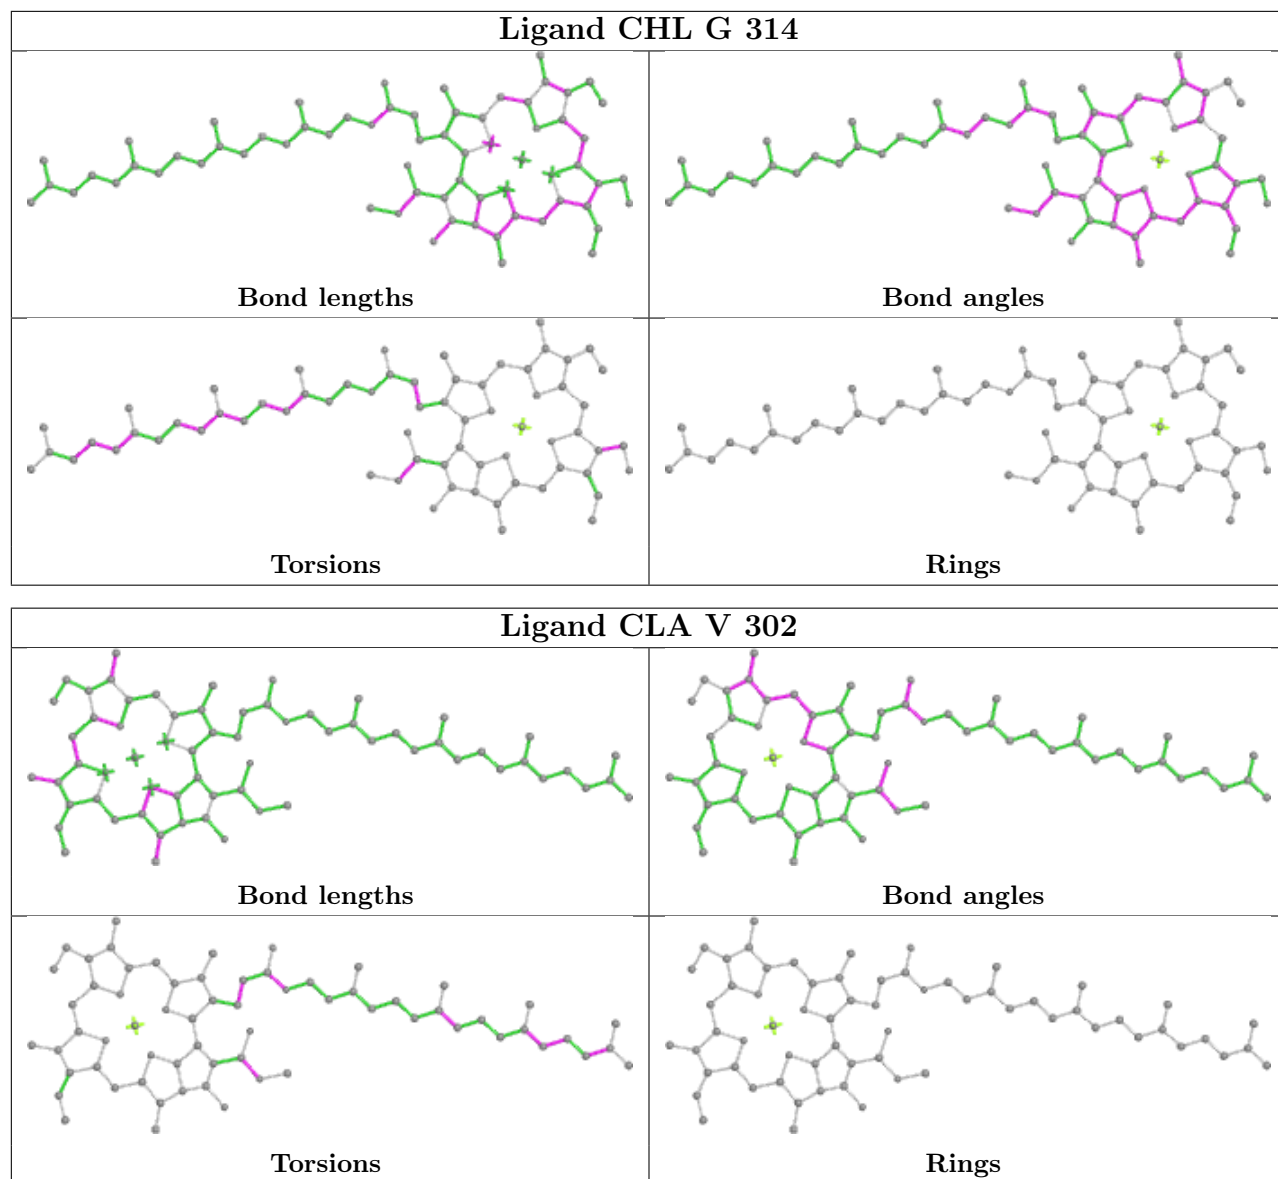 Ligand CHL G 314
Bond lengths
Bond angles
Torsions
Rings
Ligand CLA V 302
Bond lengths
Bond angles
Torsions
Rings